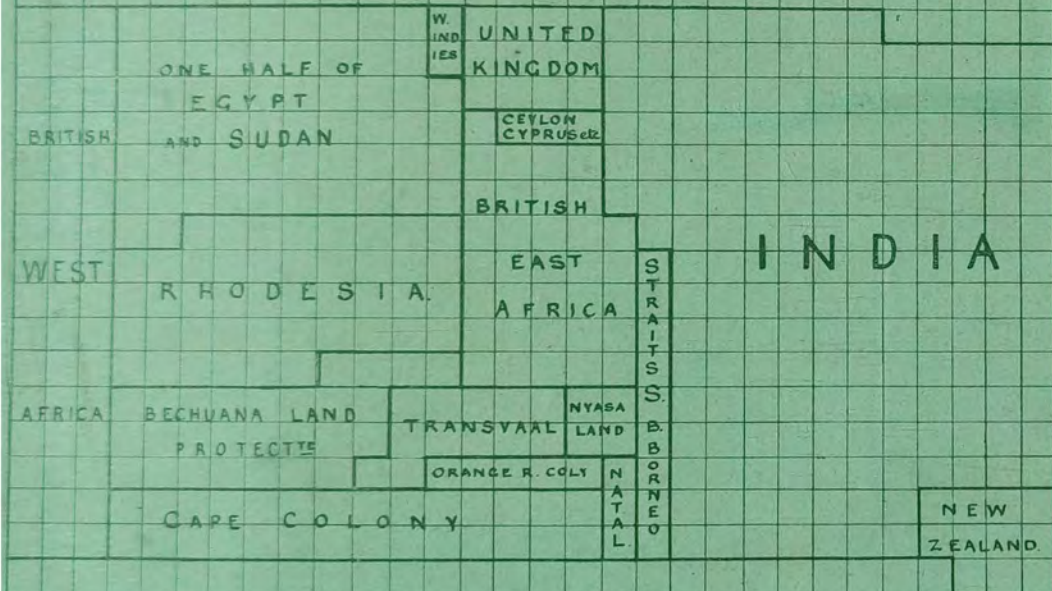 W.
IND
IES
UNITED
KINGDOM
ONE HALF OF
EGYPT
AND SUDAN
CEYLON
CYPRUS etc
BRITISH
WEST
AFRICA
BRITISH
EAST
AFRICA
RHODESIA.
STRAITS S. B. BORNEO
INDIA
BECHUANA LAND
PROTECTTE
TRANSVAAL
NYASA
LAND
ORANGE R. COLY
NATAL.
CAPE COLONY
NEW
ZEALAND.